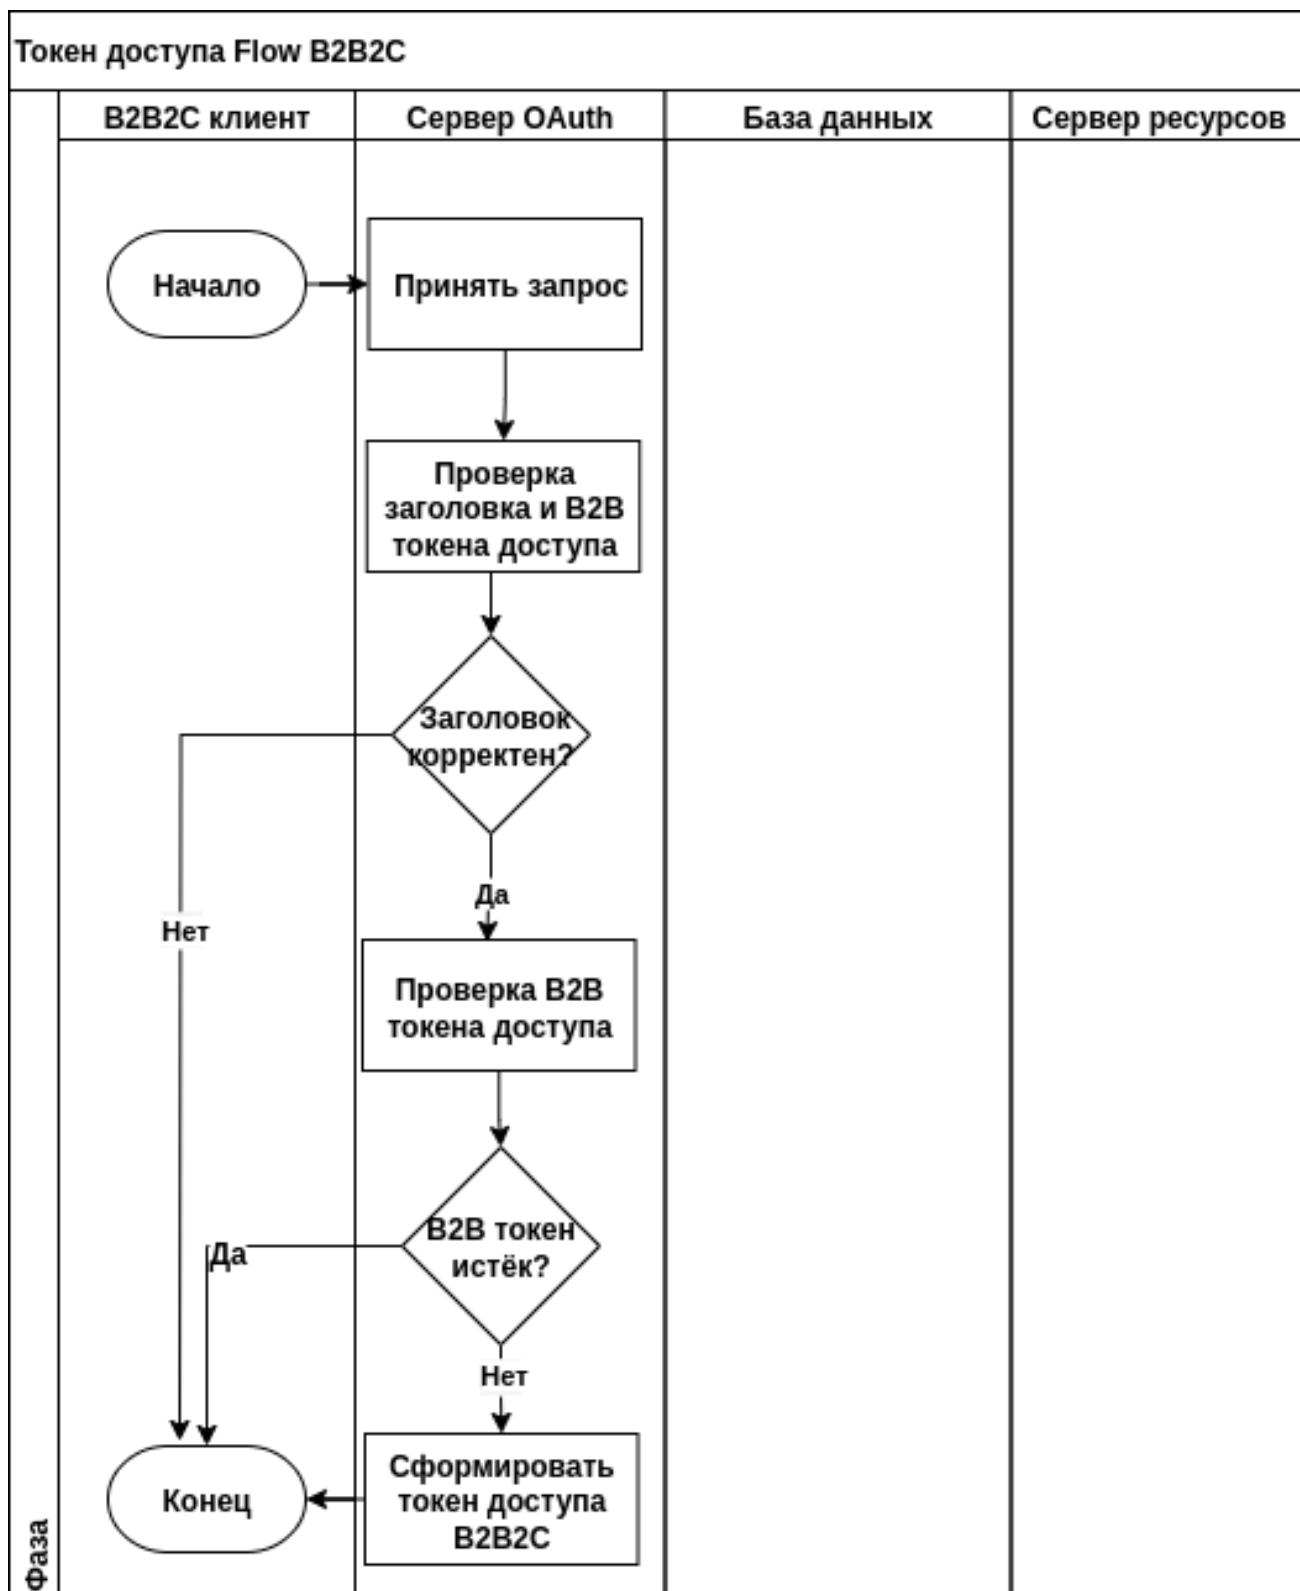 Токен доступа Flow B2B2C
B2B2C клиент
Сервер OAuth
База данных
Сервер ресурсов
Начало
Принять запрос
Проверка
заголовка и B2B
токена доступа
Заголовок
корректен?
Да
Нет
Проверка B2B
токена доступа
B2B токен
истёк?
Да
Нет
Сформировать
токен доступа
B2B2C
Конец
Фаза